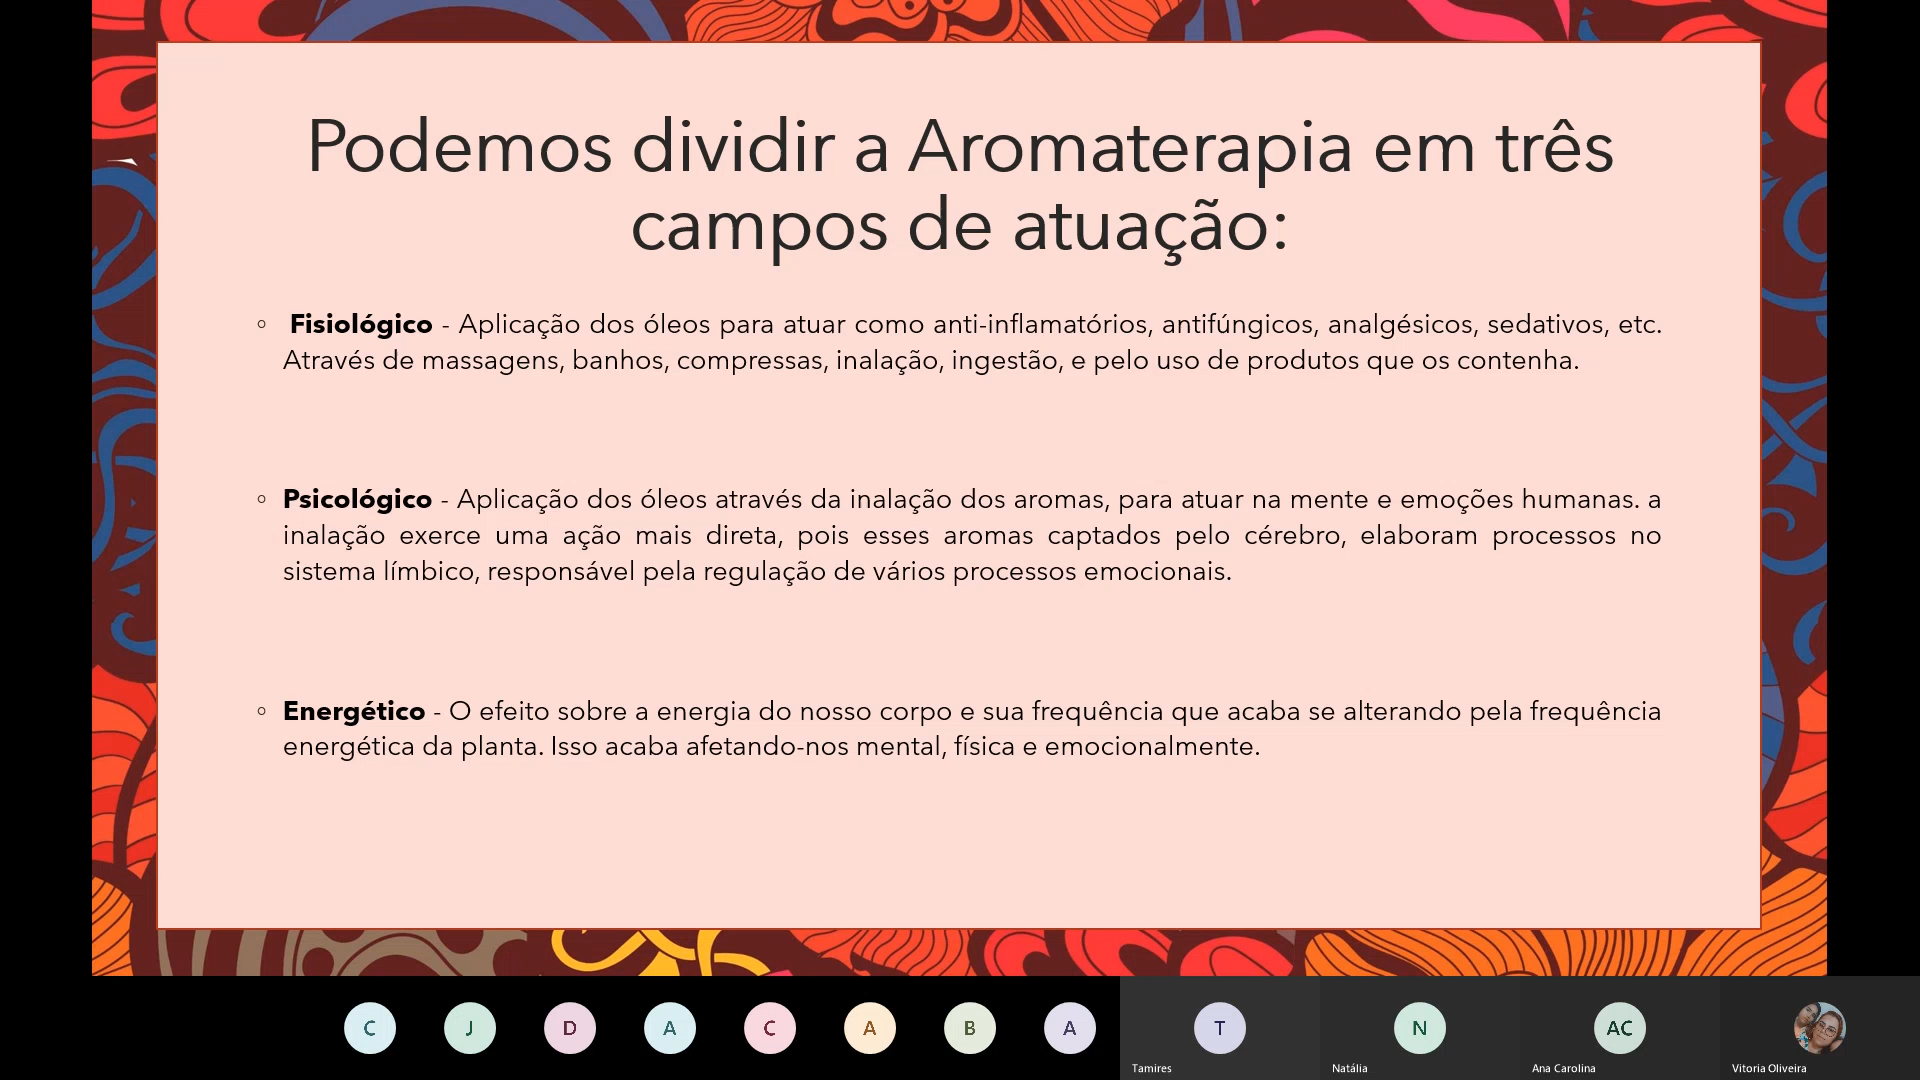 Podemos dividir a Aromaterapia em três
campos de atuação:
◦ Fisiológico - Aplicação dos óleos para atuar como anti-inflamatórios, antifúngicos, analgésicos, sedativos, etc.
Através de massagens, banhos, compressas, inalação, ingestão, e pelo uso de produtos que os contenha.
◦ Psicológico - Aplicação dos óleos através da inalação dos aromas, para atuar na mente e emoções humanas. a
inalação exerce uma ação mais direta, pois esses aromas captados pelo cérebro, elaboram processos no
sistema límbico, responsável pela regulação de vários processos emocionais.
◦ Energético - O efeito sobre a energia do nosso corpo e sua frequência que acaba se alterando pela frequência
energética da planta. Isso acaba afetando-nos mental, física e emocionalmente.
C J D A C A B A T N AC
Tamires Natália Ana Carolina Vitoria Oliveira